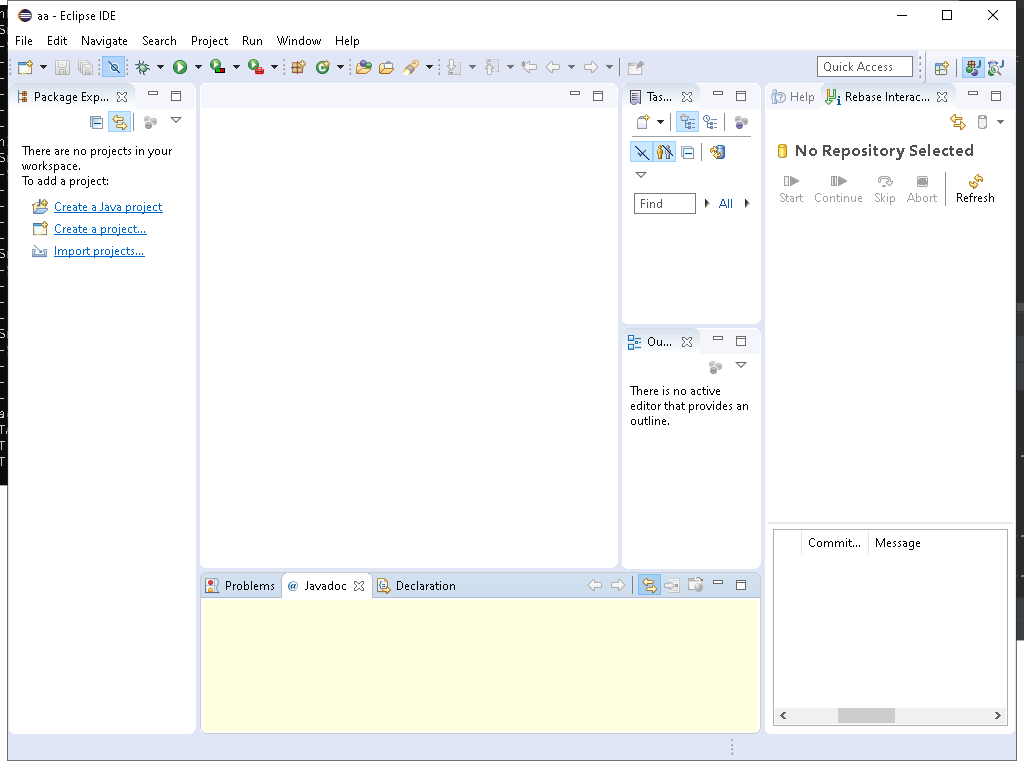 aa - Eclipse IDE
File Edit Navigate Search Project Run Window Help
Quick Access
Package Exp...
There are no projects in your
workspace.
To add a project:
Create a Java project
Create a project...
Import projects...
Tas...
Find
All
Ou...
There is no active
editor that provides an
outline.
Help
Rebase Interac...
No Repository Selected
Start Continue Skip Abort Refresh
Commit... Message
Problems @ Javadoc Declaration